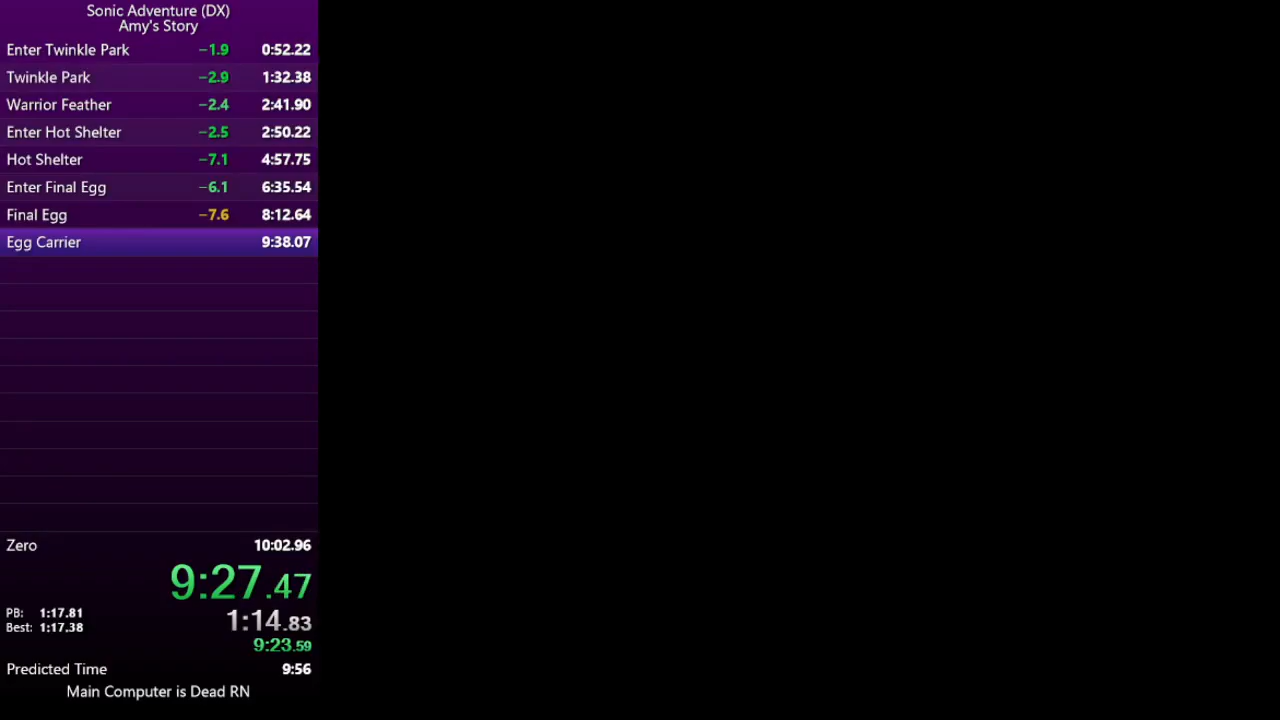 Sonic Adventure (DX)
Amy's Story
Enter Twinkle Park −1.9 0:52.22
Twinkle Park −2.9 1:32.38
Warrior Feather −2.4 2:41.90
Enter Hot Shelter −2.5 2:50.22
Hot Shelter −7.1 4:57.75
Enter Final Egg −6.1 6:35.54
Final Egg −7.6 8:12.64
Egg Carrier 9:38.07
Zero 10:02.96
9:27.47
PB: 1:17.81 1:14.83
Best: 1:17.38
9:23.59
Predicted Time 9:56
Main Computer is Dead RN